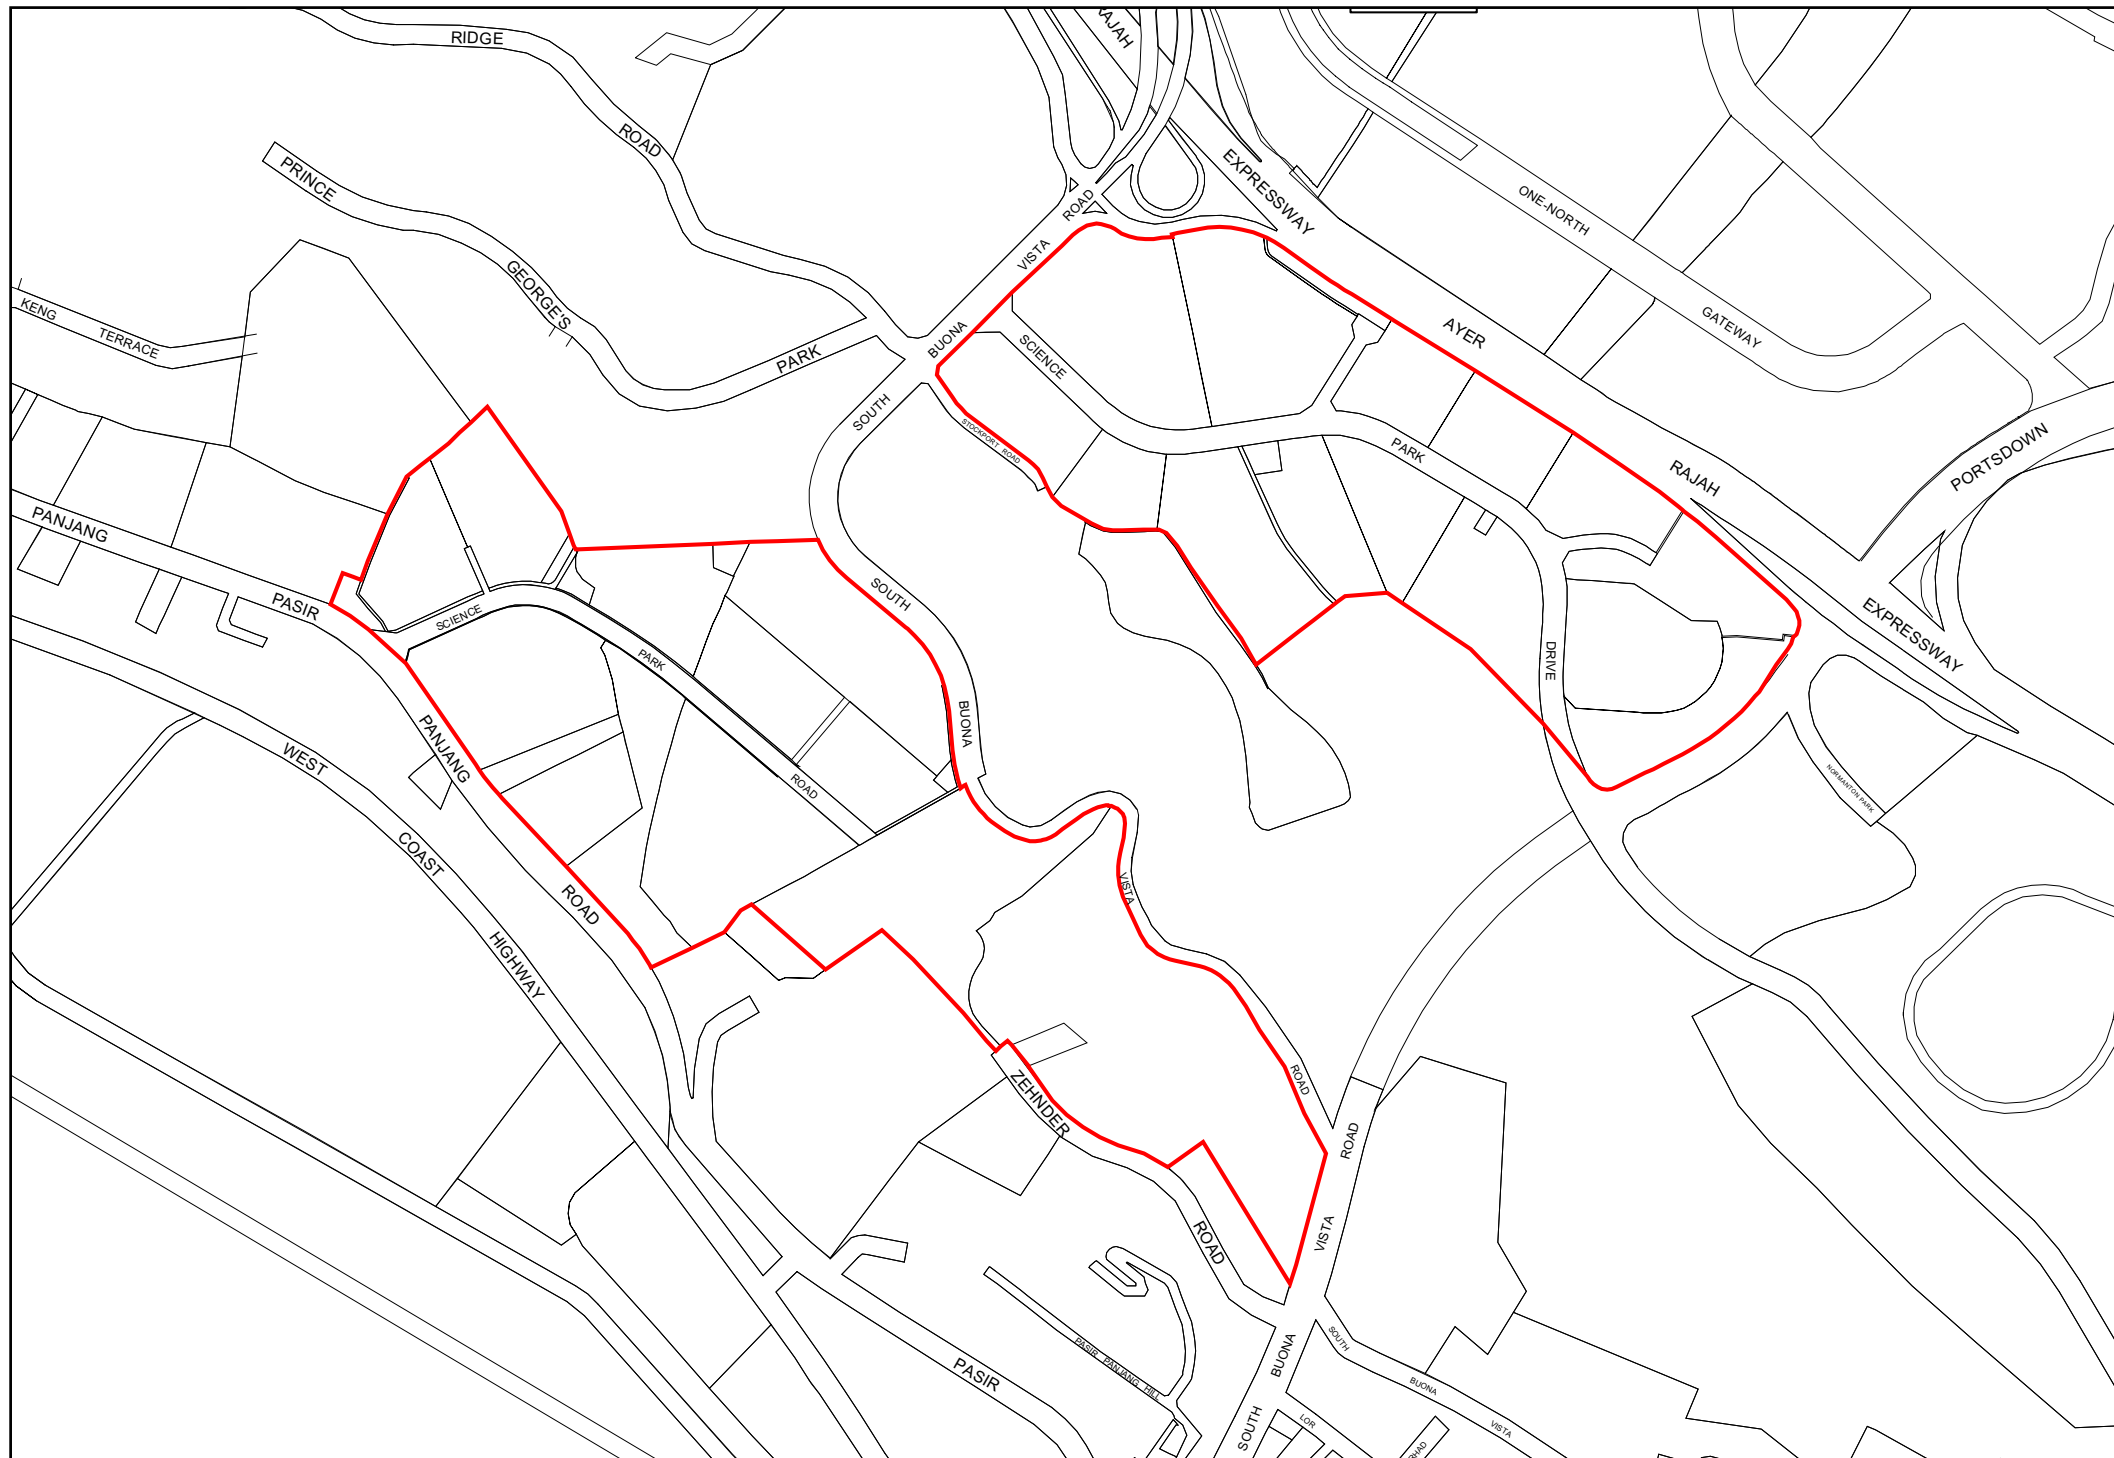 RIDGE
ROAD
RAJAH
PRINCE
GEORGE'S
PARK
KENG
TERRACE
EXPRESSWAY
ONE-NORTH
GATEWAY
ROAD
VISTA
BUONA
SOUTH
SCIENCE
PARK
DRIVE
STOCKPORT ROAD
AYER
RAJAH
EXPRESSWAY
PORTSDOWN
NORMANTON PARK
PANJANG
PASIR
PANJANG
ROAD
SCIENCE
PARK
ROAD
SOUTH
BUONA
VISTA
ROAD
WEST
COAST
HIGHWAY
ZEHNDER
ROAD
ROAD
VISTA
BUONA
SOUTH
PASIR
PASIR PANJANG HILL
SOUTH
BUONA
VISTA
LOR